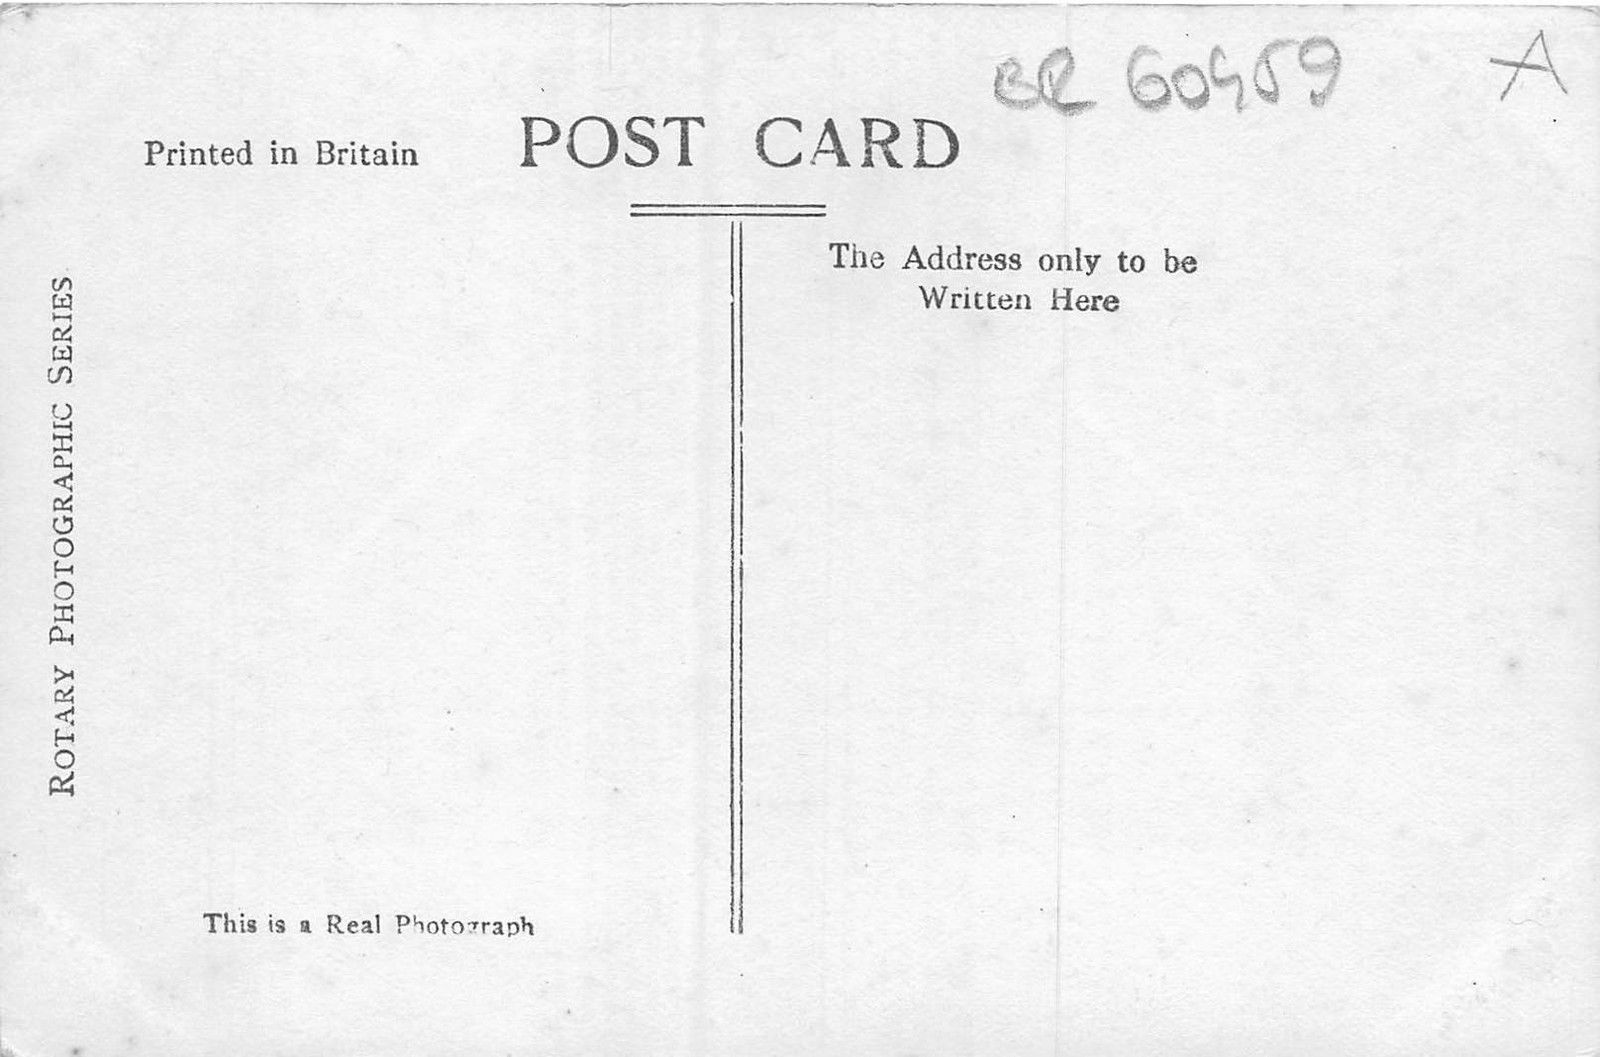 BR 60459
A
Printed in Britain
POST CARD
The Address only to be
Written Here
ROTARY PHOTOGRAPHIC SERIES
This is a Real Photograph